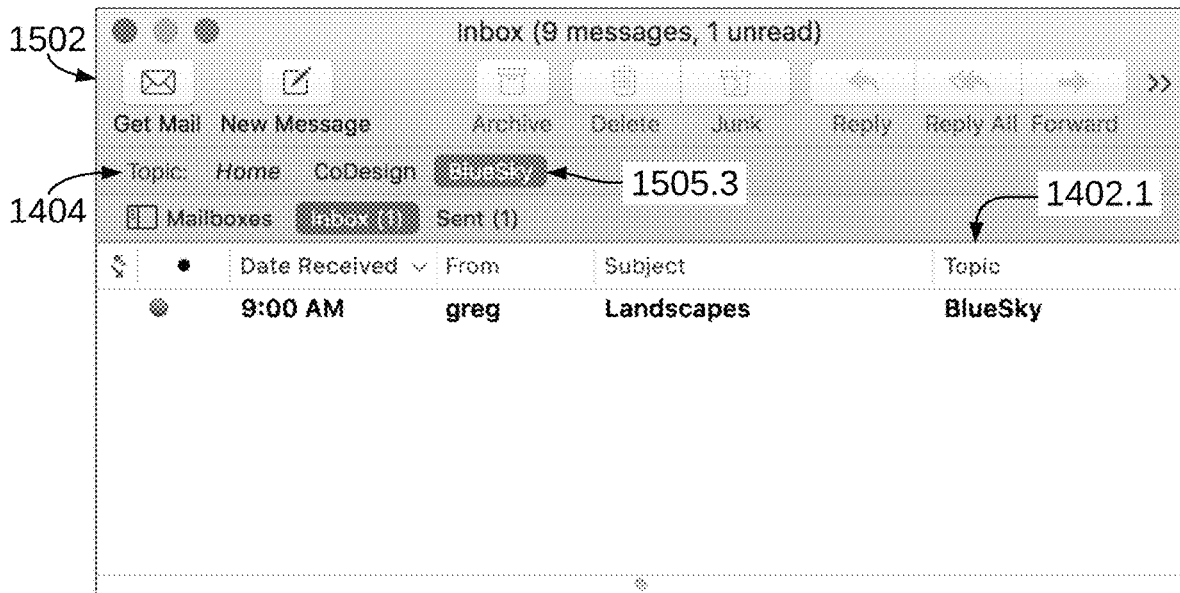 Inbox (9 messages, 1 unread)
1502
Get Mail New Message Archive Delete Junk Reply Reply All Forward
Topic: Home CoDesign BlueSky 1505.3
1404 1402.1
Mailboxes Inbox (1) Sent (1)
Date Received From Subject Topic
9:00 AM greg Landscapes BlueSky